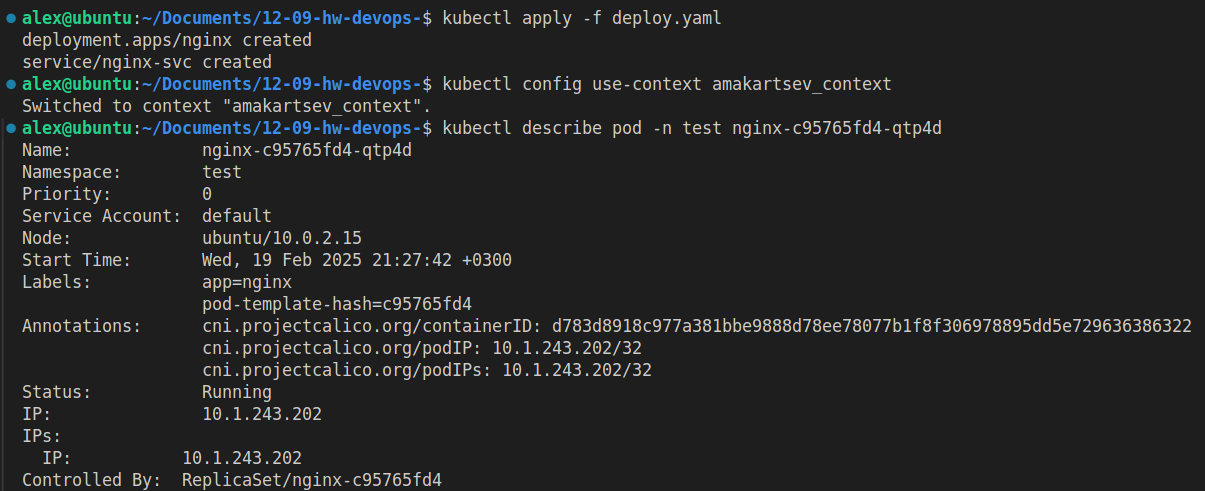 alex@ubuntu:~/Documents/12-09-hw-devops-$ kubectl apply -f deploy.yaml
deployment.apps/nginx created
service/nginx-svc created
alex@ubuntu:~/Documents/12-09-hw-devops-$ kubectl config use-context amakartsev_context
Switched to context "amakartsev_context".
alex@ubuntu:~/Documents/12-09-hw-devops-$ kubectl describe pod -n test nginx-c95765fd4-qtp4d
Name:             nginx-c95765fd4-qtp4d
Namespace:        test
Priority:         0
Service Account:  default
Node:             ubuntu/10.0.2.15
Start Time:       Wed, 19 Feb 2025 21:27:42 +0300
Labels:           app=nginx
                  pod-template-hash=c95765fd4
Annotations:      cni.projectcalico.org/containerID: d783d8918c977a381bbe9888d78ee78077b1f8f306978895dd5e729636386322
                  cni.projectcalico.org/podIP: 10.1.243.202/32
                  cni.projectcalico.org/podIPs: 10.1.243.202/32
Status:           Running
IP:               10.1.243.202
IPs:
  IP:           10.1.243.202
Controlled By:  ReplicaSet/nginx-c95765fd4